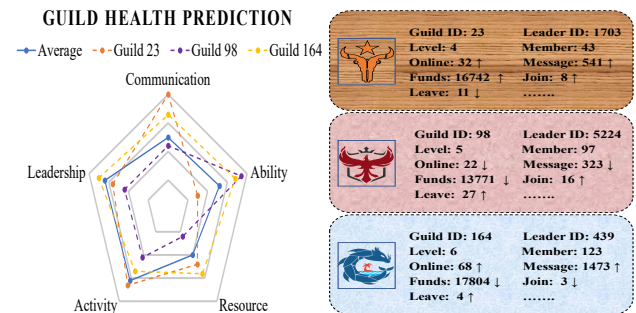 GUILD HEALTH PREDICTION
Average Guild 23 Guild 98 Guild 164
Communication
Leadership
Ability
Activity
Resource
Guild ID: 23 Leader ID: 1703
Level: 4 Member: 43
Online: 32 ↑ Message: 541 ↑
Funds: 16742 ↑ Join: 8 ↑
Leave: 11 ↓ .......
Guild ID: 98 Leader ID: 5224
Level: 5 Member: 97
Online: 22 ↓ Message: 323 ↓
Funds: 13771 ↓ Join: 16 ↑
Leave: 27 ↑ .......
Guild ID: 164 Leader ID: 439
Level: 6 Member: 123
Online: 68 ↑ Message: 1473 ↑
Funds: 17804 ↓ Join: 3 ↓
Leave: 4 ↑ .......